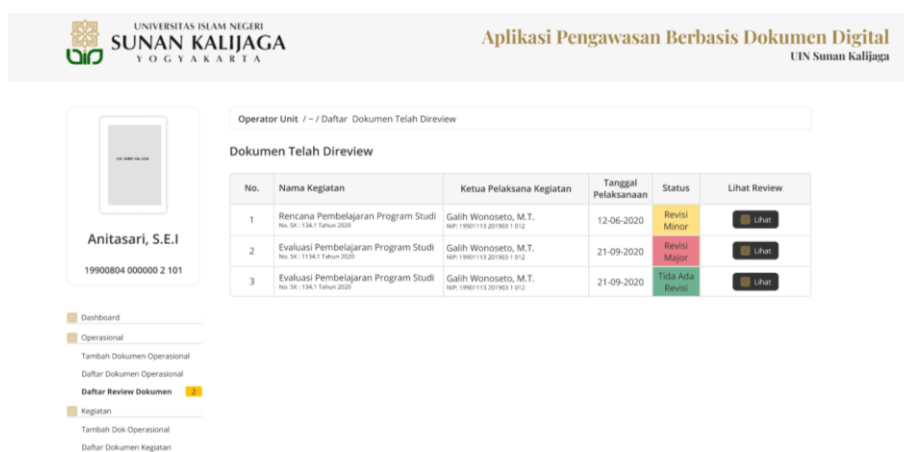 UNIVERSITAS ISLAM NEGERI
SUNAN KALIJAGA
YOGYAKARTA
Aplikasi Pengawasan Berbasis Dokumen Digital
UIN Sunan Kalijaga
Operator Unit / ~ / Daftar Dokumen Telah Direview
Dokumen Telah Direview
No. Nama Kegiatan Ketua Pelaksana Kegiatan Tanggal Pelaksanaan Status Lihat Review
1 Rencana Pembelajaran Program Studi Galih Wonoseto, M.T. 12-06-2020 Revisi Minor Lihat
No. SK : 134.1 Tahun 2020 NIP: 19901113 201903 1 012
2 Evaluasi Pembelajaran Program Studi Galih Wonoseto, M.T. 21-09-2020 Revisi Major Lihat
No. SK : 1134.1 Tahun 2020 NIP: 19901113 201903 1 012
3 Evaluasi Pembelajaran Program Studi Galih Wonoseto, M.T. 21-09-2020 Tida Ada Revisi Lihat
No. SK : 134.1 Tahun 2020 NIP: 19901113 201903 1 012
Anitasari, S.E.I
19900804 000000 2 101
Dashboard
Operasional
Tambah Dokumen Operasional
Daftar Dokumen Operasional
Daftar Review Dokumen 2
Kegiatan
Tambah Dok Operasional
Daftar Dokumen Kegiatan